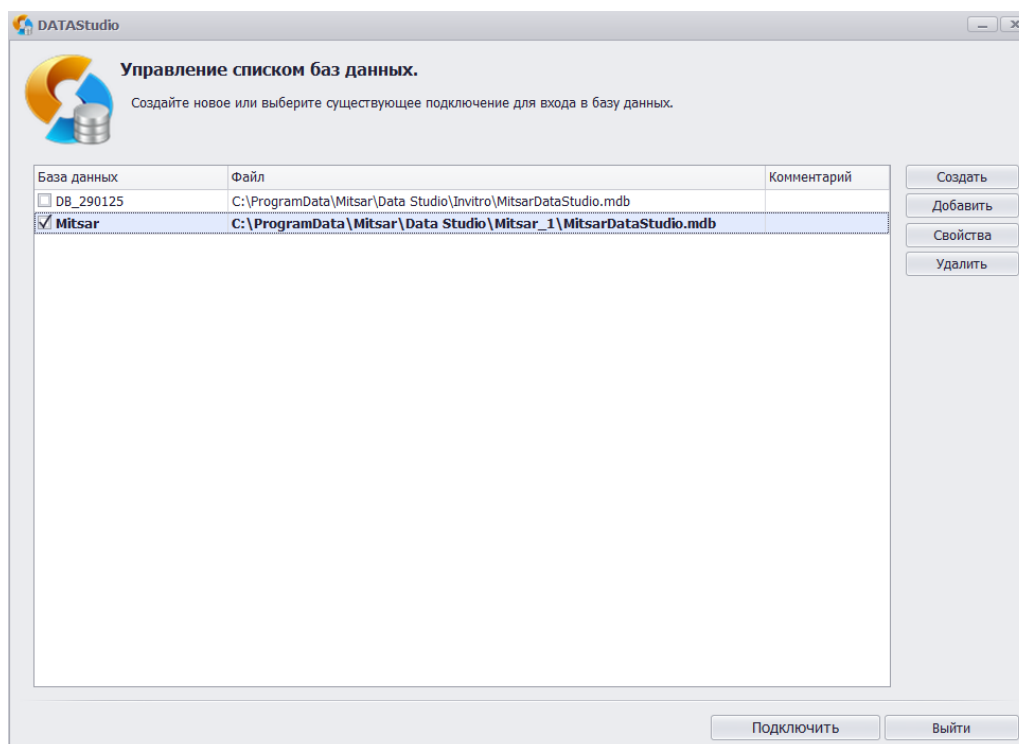 DATAStudio
Управление списком баз данных.
Создайте новое или выберите существующее подключение для входа в базу данных.
База данных Файл Комментарий
DB_290125 C:\ProgramData\Mitsar\Data Studio\Invitro\MitsarDataStudio.mdb
Mitsar C:\ProgramData\Mitsar\Data Studio\Mitsar_1\MitsarDataStudio.mdb
Создать
Добавить
Свойства
Удалить
Подключить Выйти